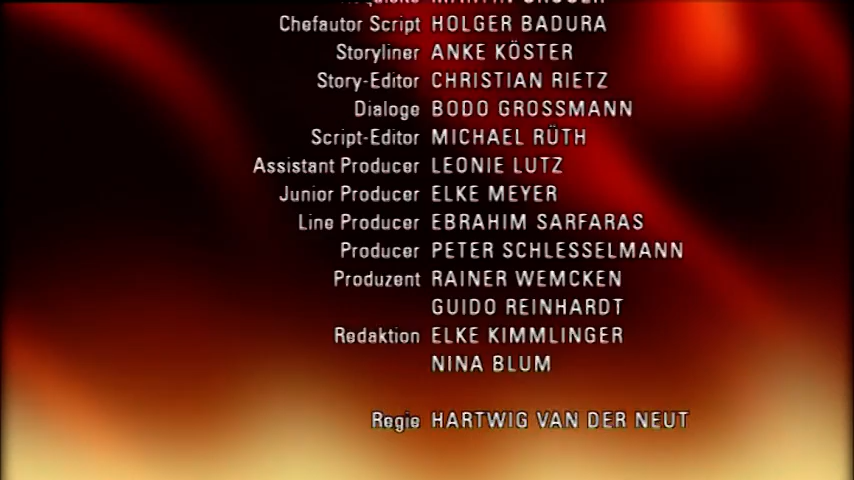 Chefautor Script HOLGER BADURA
Storyliner ANKE KÖSTER
Story-Editor CHRISTIAN RIETZ
Dialoge BODO GROSSMANN
Script-Editor MICHAEL RÜTH
Assistant Producer LEONIE LUTZ
Junior Producer ELKE MEYER
Line Producer EBRAHIM SARFARAS
Producer PETER SCHLESSELMANN
Produzent RAINER WEMCKEN
GUIDO REINHARDT
Redaktion ELKE KIMMLINGER
NINA BLUM
Regie HARTWIG VAN DER NEUT